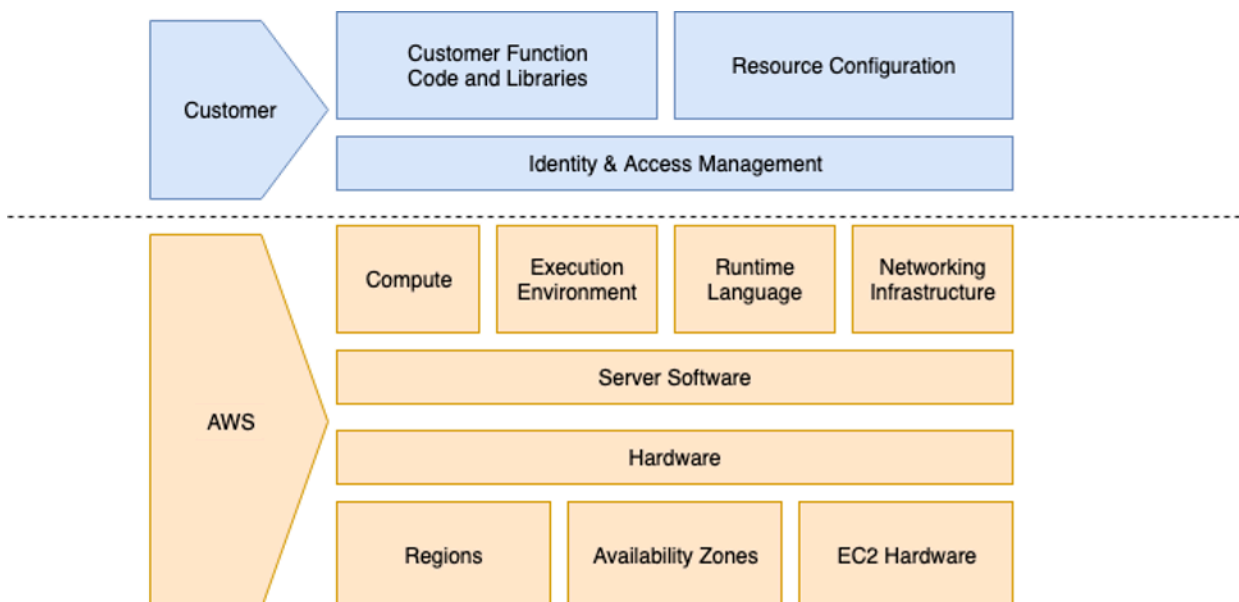 Customer
Customer Function
Code and Libraries
Resource Configuration
Identity & Access Management
AWS
Compute
Execution
Environment
Runtime
Language
Networking
Infrastructure
Server Software
Hardware
Regions
Availability Zones
EC2 Hardware